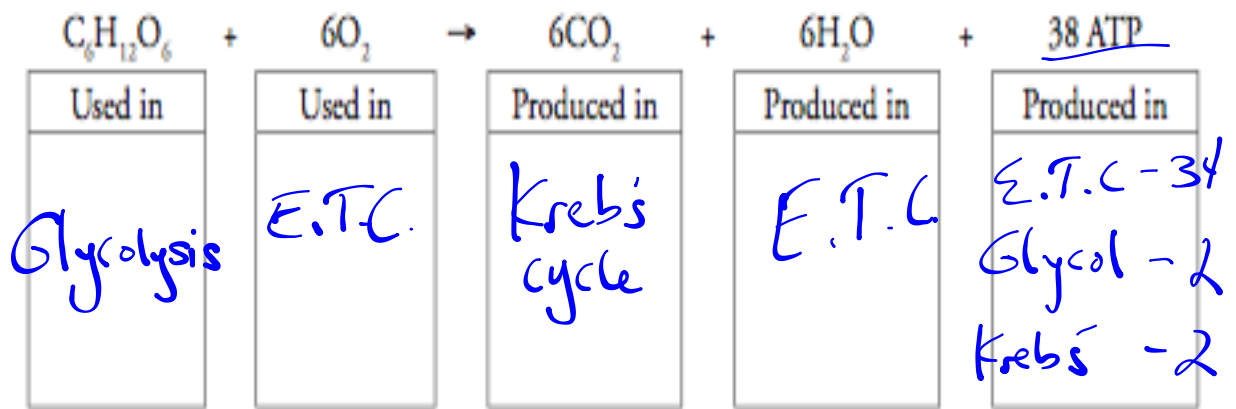 C₆H₁₂O₆ + 6O₂ → 6CO₂ + 6H₂O + 38 ATP
Used in Used in Produced in Produced in Produced in
Glycolysis
E.T.C.
Kreb's
cycle
E.T.C.
E.T.C - 34
Glycol - 2
Kreb's - 2